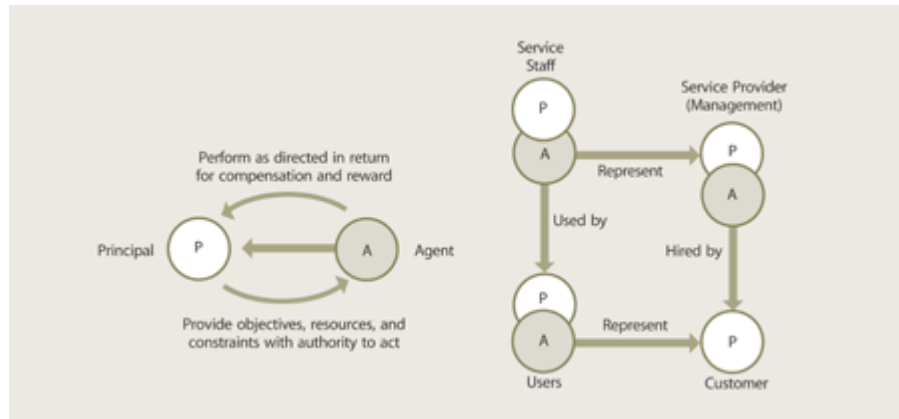 Perform as directed in return
for compensation and reward
Principal
P
A
Agent
Provide objectives, resources, and
constraints with authority to act
Service
Staff
P
A
Represent
Service Provider
(Management)
P
A
Used by
Hired by
P
A
Users
Represent
P
Customer